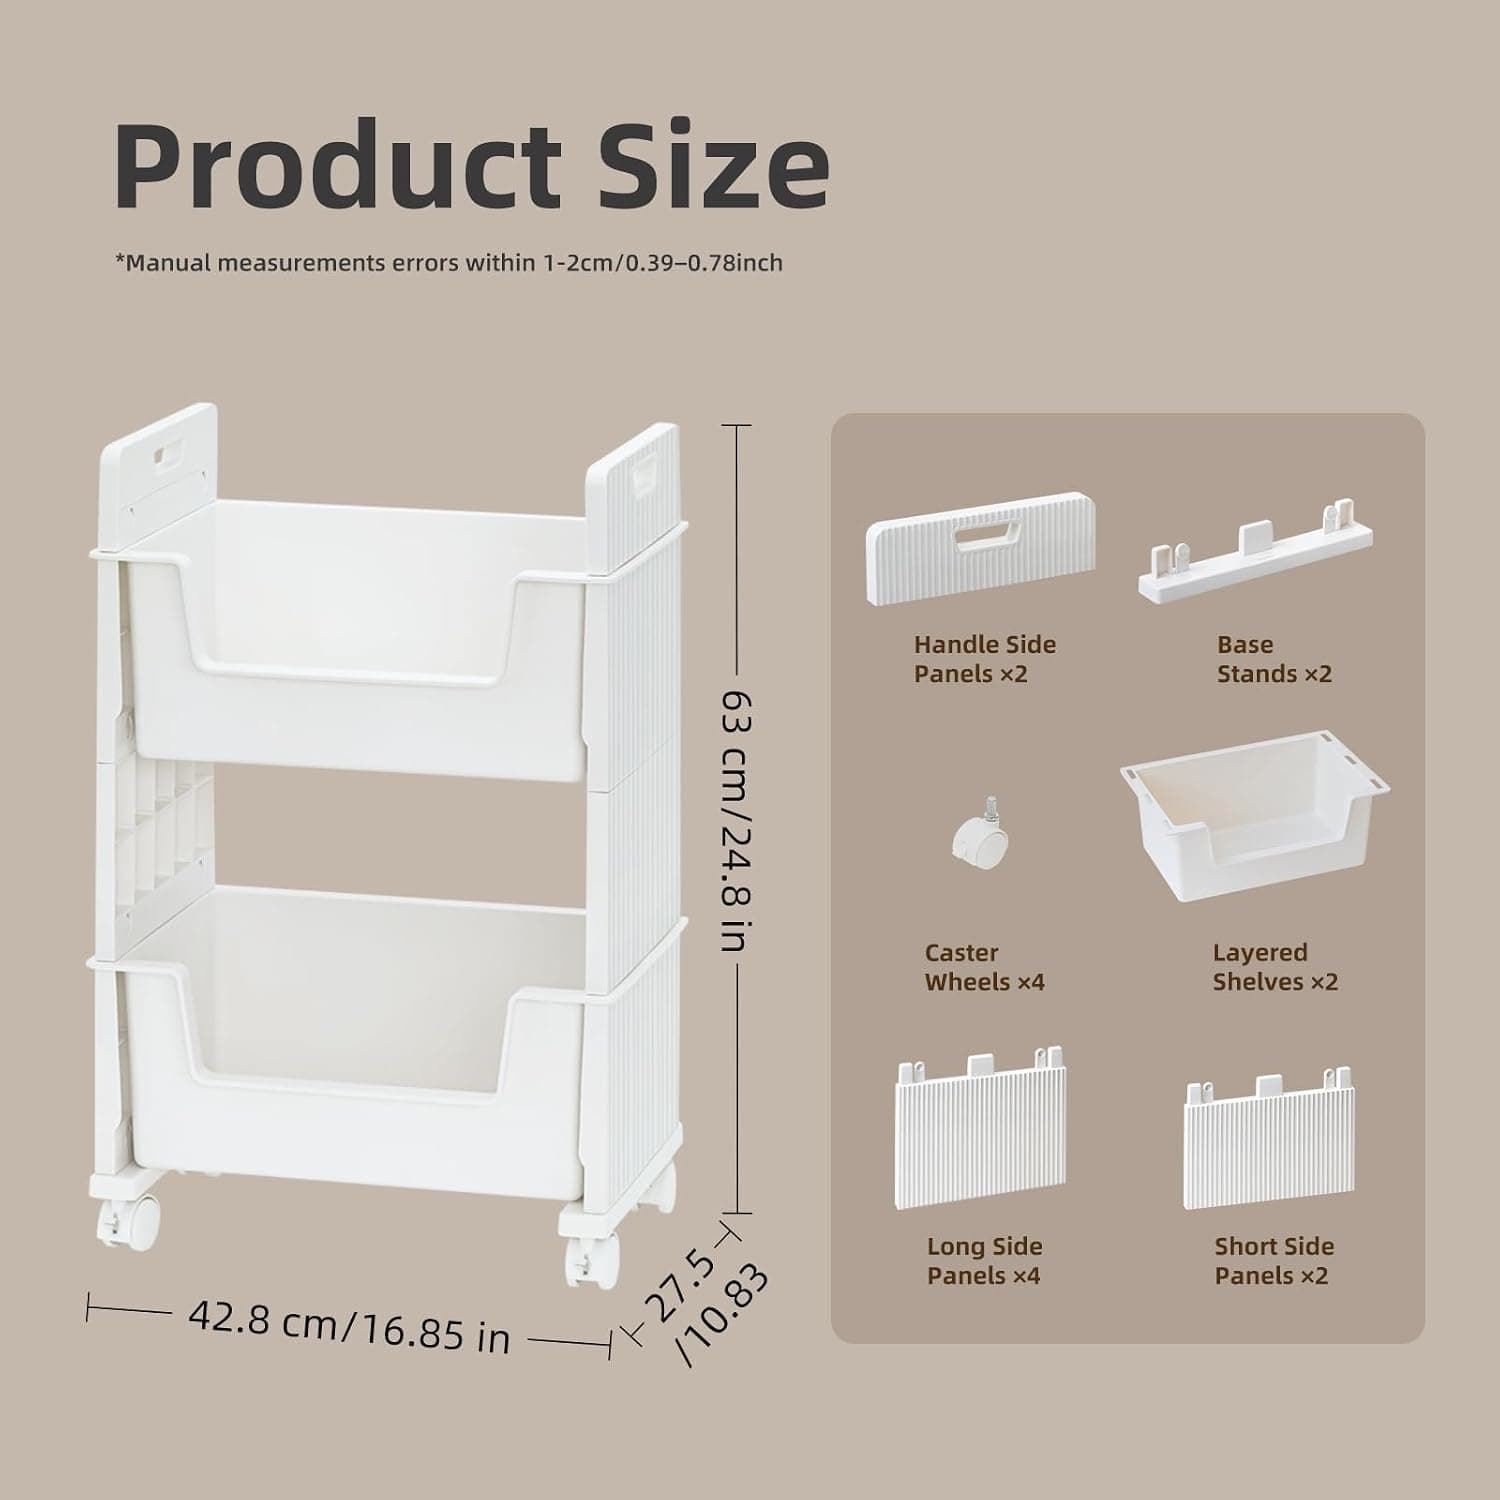 Product Size
*Manual measurements errors within 1-2cm/0.39–0.78inch
63 cm/24.8 in
42.8 cm/16.85 in
27.5
/10.83
Handle Side
Panels ×2
Base
Stands ×2
Caster
Wheels ×4
Layered
Shelves ×2
Long Side
Panels ×4
Short Side
Panels ×2